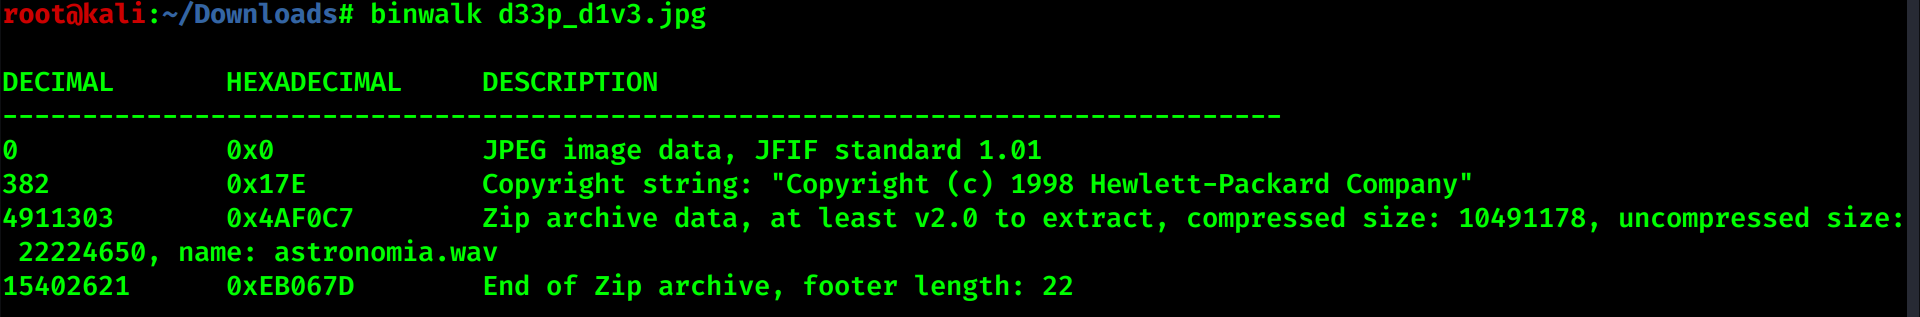 root@kali:~/Downloads# binwalk d33p_d1v3.jpg
DECIMAL       HEXADECIMAL     DESCRIPTION
--------------------------------------------------------------------------------
0             0x0             JPEG image data, JFIF standard 1.01
382           0x17E           Copyright string: "Copyright (c) 1998 Hewlett-Packard Company"
4911303       0x4AF0C7        Zip archive data, at least v2.0 to extract, compressed size: 10491178, uncompressed size:
 22224650, name: astronomia.wav
15402621      0xEB067D        End of Zip archive, footer length: 22